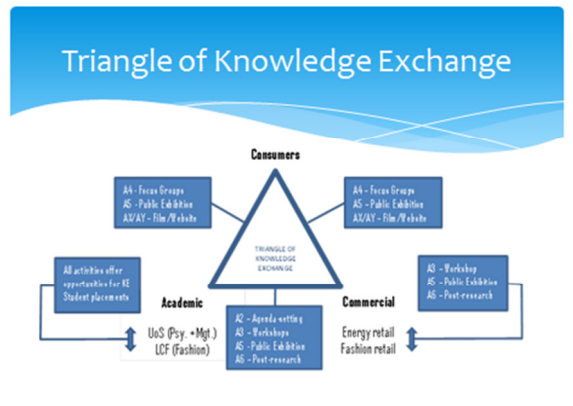 Triangle of Knowledge Exchange
Consumers
A4 - Focus Groups
A5 - Public Exhibition
AX/AY – Film/Website
A4 – Focus Groups
A5 – Public Exhibition
AX/AY – Film/Website
TRIANGLE OF
KNOWLEDGE
EXCHANGE
All activities offer
opportunities for KE
Student placements
A3 – Workshop
A5 – Public Exhibition
A6 – Post-research
Academic
Commercial
UoS (Psy. +Mgt.)
LCF (Fashion)
A2 – Agenda-setting
A3 – Workshops
A5 - Public Exhibition
A6 – Post-research
Energy retail
Fashion retail